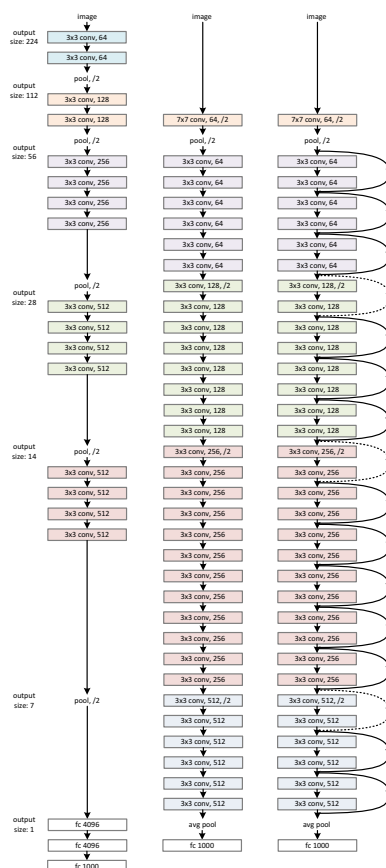 output
size: 224
output
size: 112
output
size: 56
output
size: 28
output
size: 14
output
size: 7
output
size: 1
image
3x3 conv, 64
3x3 conv, 64
pool, /2
3x3 conv, 128
3x3 conv, 128
pool, /2
3x3 conv, 256
3x3 conv, 256
3x3 conv, 256
3x3 conv, 256
pool, /2
3x3 conv, 512
3x3 conv, 512
3x3 conv, 512
3x3 conv, 512
pool, /2
3x3 conv, 512
3x3 conv, 512
3x3 conv, 512
3x3 conv, 512
pool, /2
fc 4096
fc 4096
fc 1000
image
7x7 conv, 64, /2
pool, /2
3x3 conv, 64
3x3 conv, 64
3x3 conv, 64
3x3 conv, 64
3x3 conv, 64
3x3 conv, 64
3x3 conv, 128, /2
3x3 conv, 128
3x3 conv, 128
3x3 conv, 128
3x3 conv, 128
3x3 conv, 128
3x3 conv, 128
3x3 conv, 128
3x3 conv, 256, /2
3x3 conv, 256
3x3 conv, 256
3x3 conv, 256
3x3 conv, 256
3x3 conv, 256
3x3 conv, 256
3x3 conv, 256
3x3 conv, 256
3x3 conv, 256
3x3 conv, 256
3x3 conv, 256
3x3 conv, 512, /2
3x3 conv, 512
3x3 conv, 512
3x3 conv, 512
3x3 conv, 512
3x3 conv, 512
avg pool
fc 1000
image
7x7 conv, 64, /2
pool, /2
3x3 conv, 64
3x3 conv, 64
3x3 conv, 64
3x3 conv, 64
3x3 conv, 64
3x3 conv, 64
3x3 conv, 128, /2
3x3 conv, 128
3x3 conv, 128
3x3 conv, 128
3x3 conv, 128
3x3 conv, 128
3x3 conv, 128
3x3 conv, 128
3x3 conv, 256, /2
3x3 conv, 256
3x3 conv, 256
3x3 conv, 256
3x3 conv, 256
3x3 conv, 256
3x3 conv, 256
3x3 conv, 256
3x3 conv, 256
3x3 conv, 256
3x3 conv, 256
3x3 conv, 256
3x3 conv, 512, /2
3x3 conv, 512
3x3 conv, 512
3x3 conv, 512
3x3 conv, 512
3x3 conv, 512
avg pool
fc 1000